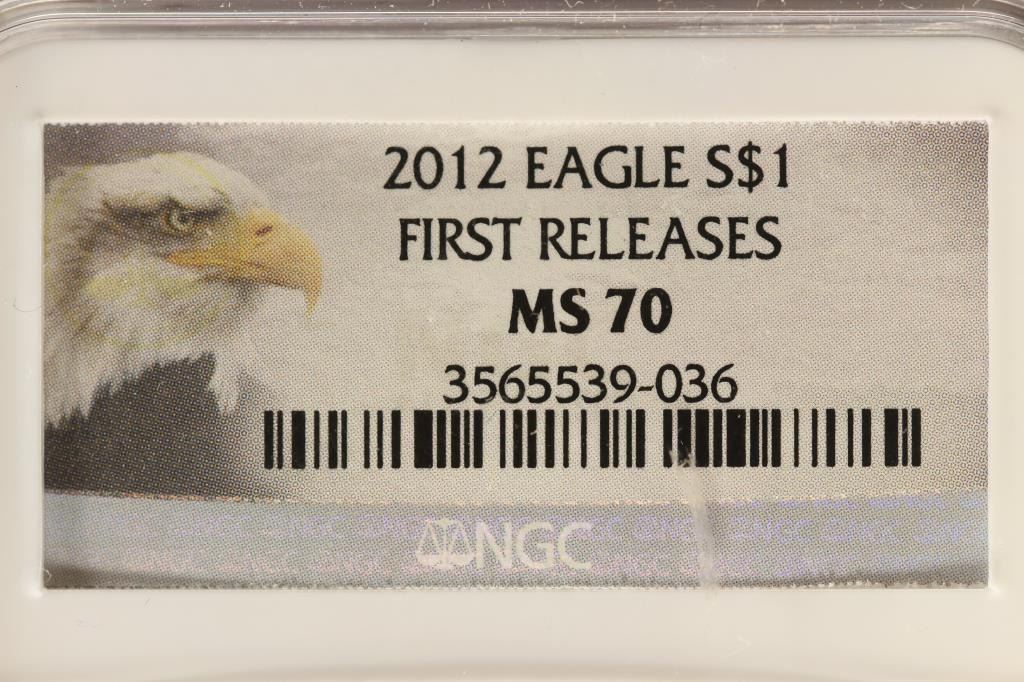 2012 EAGLE S$1
FIRST RELEASES
MS 70
3565539-036
NGC